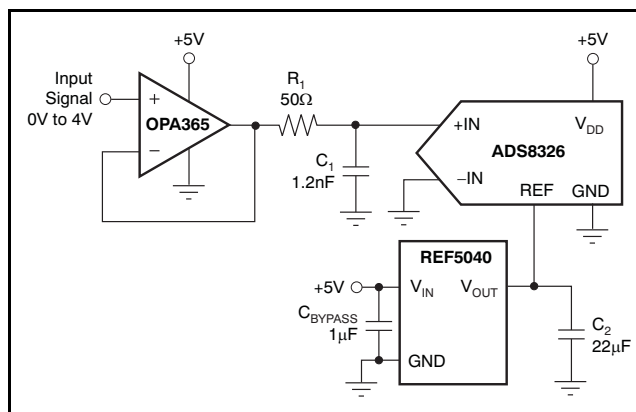 +5V
Input
Signal
0V to 4V
+
−
OPA365
R1
50Ω
C1
1.2nF
+5V
+IN
VDD
ADS8326
−IN
REF
GND
REF5040
+5V
VIN
VOUT
CBYPASS
1μF
GND
C2
22μF